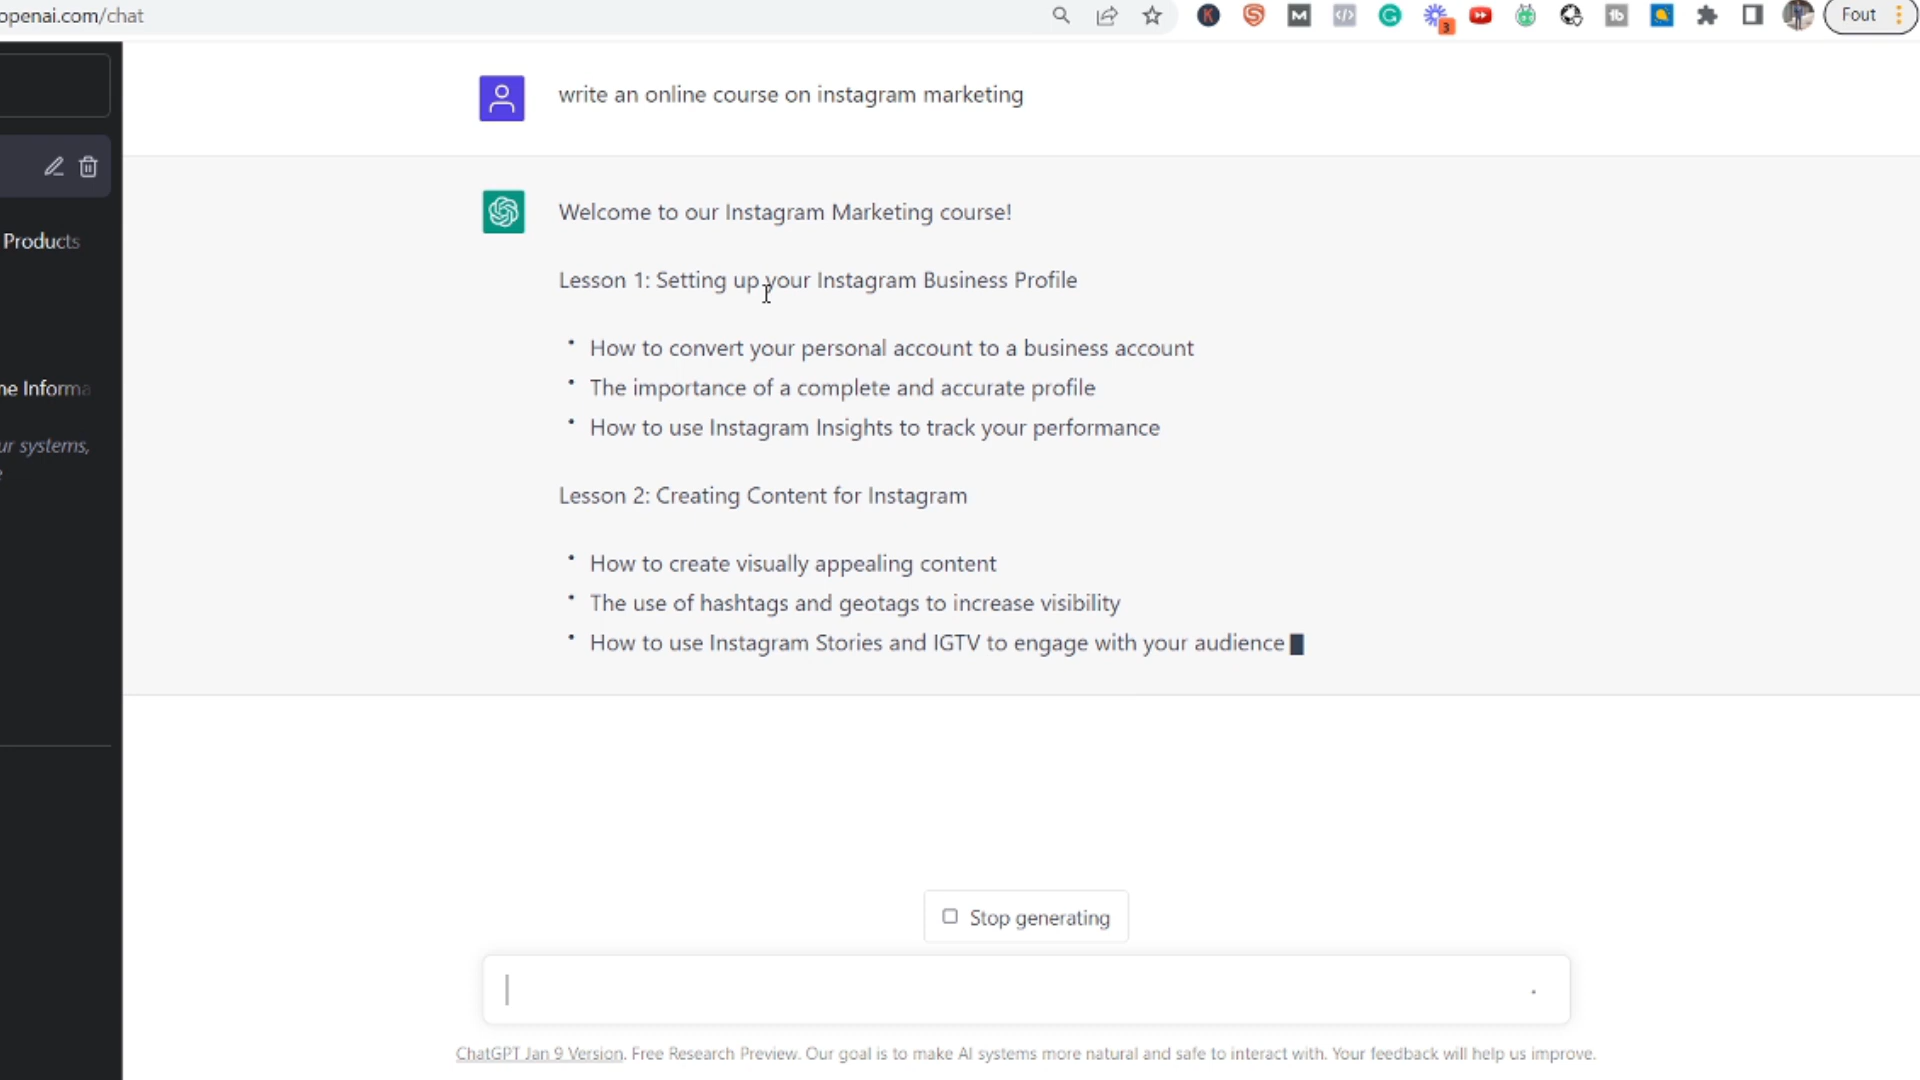 openai.com/chat
3
Fout
write an online course on instagram marketing
Products
ne Informa
ur systems,
Welcome to our Instagram Marketing course!
Lesson 1: Setting up your Instagram Business Profile
• How to convert your personal account to a business account
• The importance of a complete and accurate profile
• How to use Instagram Insights to track your performance
Lesson 2: Creating Content for Instagram
• How to create visually appealing content
• The use of hashtags and geotags to increase visibility
• How to use Instagram Stories and IGTV to engage with your audience
Stop generating
ChatGPT Jan 9 Version. Free Research Preview. Our goal is to make AI systems more natural and safe to interact with. Your feedback will help us improve.